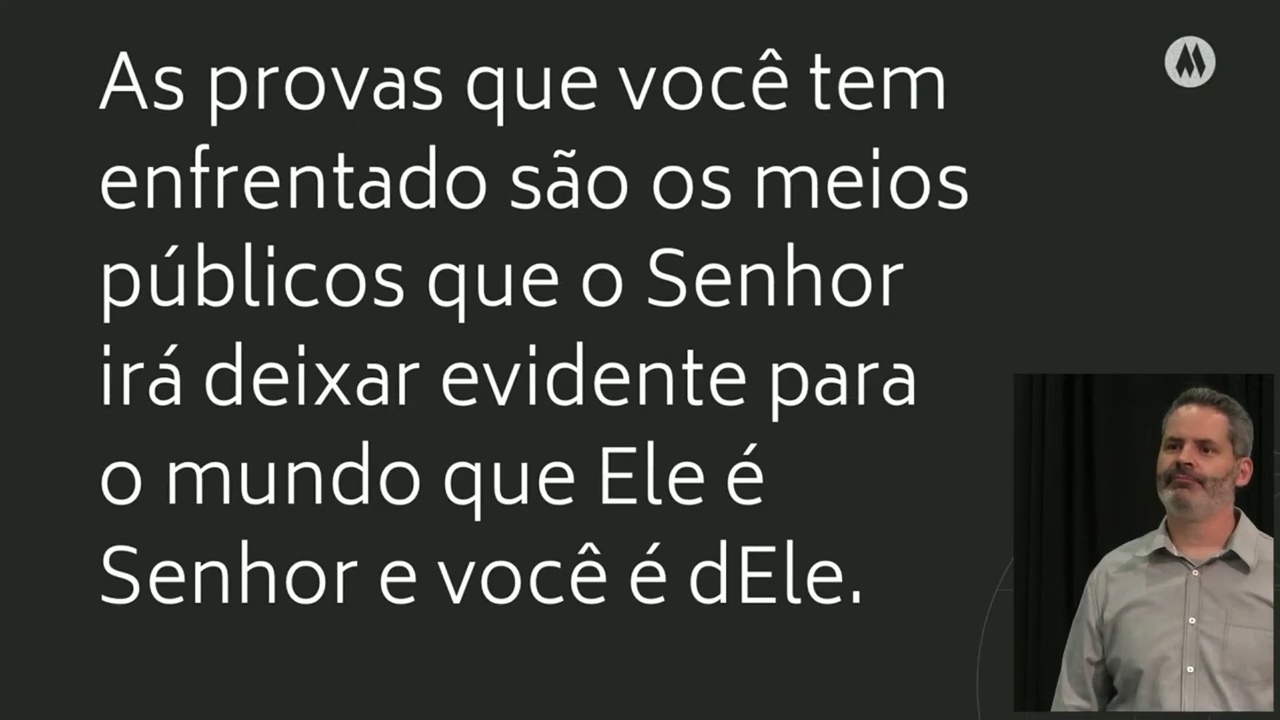 As provas que você tem
enfrentado são os meios
públicos que o Senhor
irá deixar evidente para
o mundo que Ele é
Senhor e você é dEle.